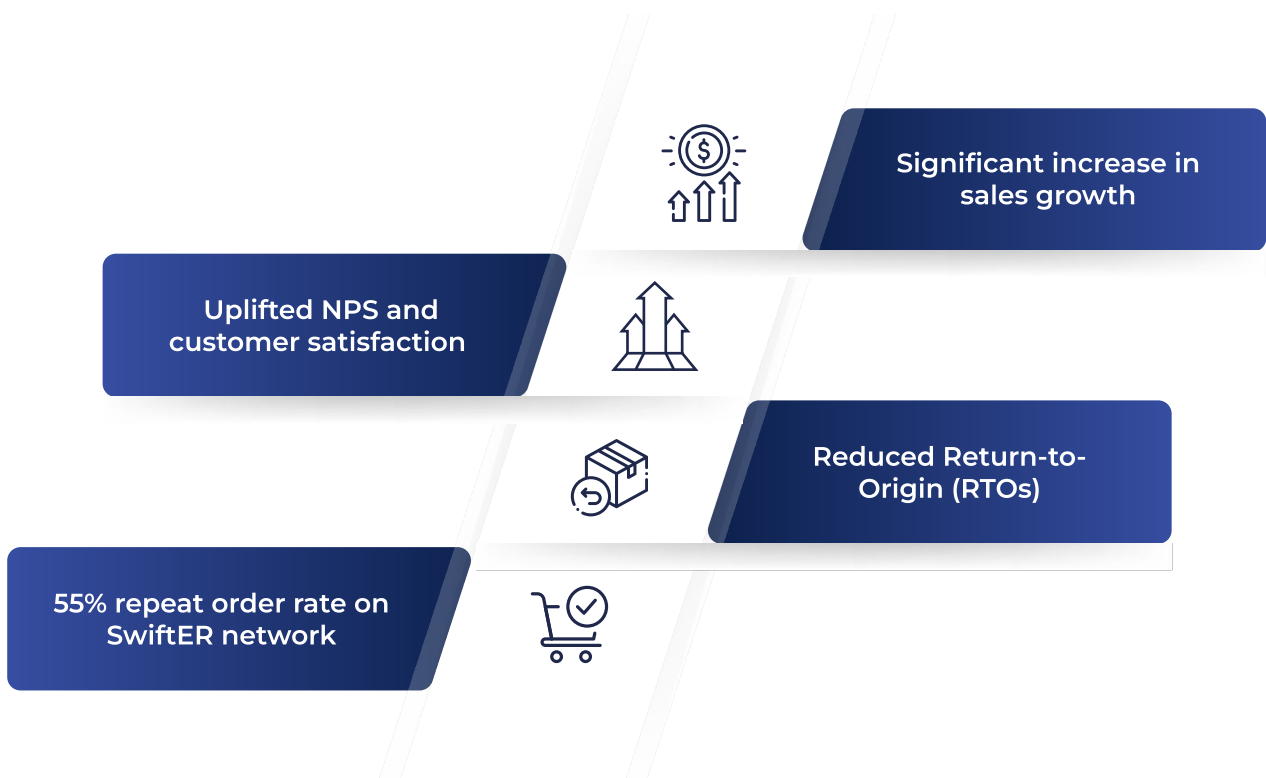 Significant increase in
sales growth
Uplifted NPS and
customer satisfaction
Reduced Return-to-
Origin (RTOs)
55% repeat order rate on
SwiftER network